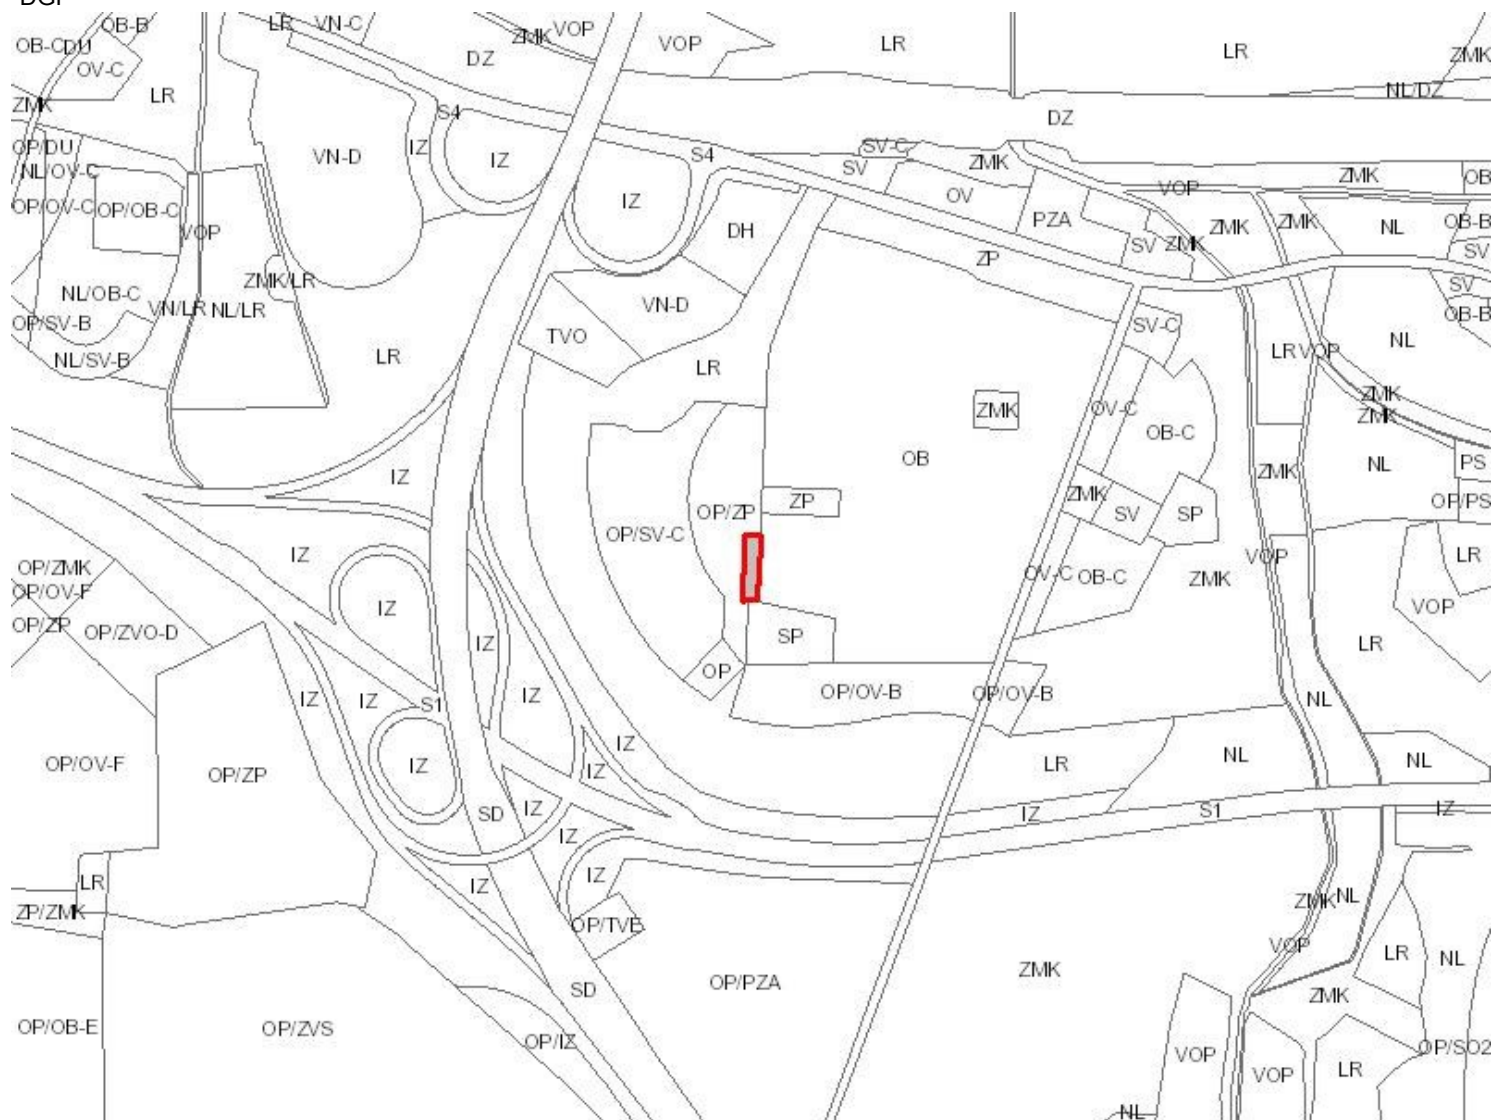 OB-B
LR
VN-C
ZMK
VOP
OB-C
DU
VOP
LR
LR
DZ
ZMK
OV-C
LR
NL/DZ
ZMK
S4
DZ
OP/DU
IZ
VN-D
IZ
S4
SV-C
SV
ZMK
NL/OV-C
ZMK
OB
VOP
OV
IZ
OP/OV-C
OP/OB-C
VOP
DH
PZA
SV
ZMK
ZMK
ZMK
NL
OB-B
SV
ZP
ZMK/LR
NL/OB-C
VN/LR
NL/LR
VN-D
SV
OB-B
OP/SV-B
SV-C
TVO
NL/SV-B
LR
LR
LR
VOP
NL
ZMK
ZMK
ZMK
OV-C
OB-C
OB
IZ
ZMK
NL
PS
ZMK
ZP
OP/ZP
SV
SP
OP/PS
OP/SV-C
IZ
VOP
LR
OP/ZMK
OP/OV-F
OV-C
OB-C
ZMK
IZ
VOP
OP/ZP
OP/ZVO-D
SP
IZ
LR
OP
IZ
IZ
S1
IZ
OP/OV-B
OP/OV-B
NL
IZ
IZ
IZ
OP/OV-F
OP/ZP
IZ
LR
NL
NL
SD
IZ
IZ
IZ
S1
IZ
IZ
LR
IZ
ZP/ZMK
OP/TVE
ZMK
NL
VOP
LR
NL
ZMK
OP/PZA
SD
ZMK
OP/OB-E
OP/ZVS
OP/IZ
VOP
VOP
LR
OP/SO2
NL